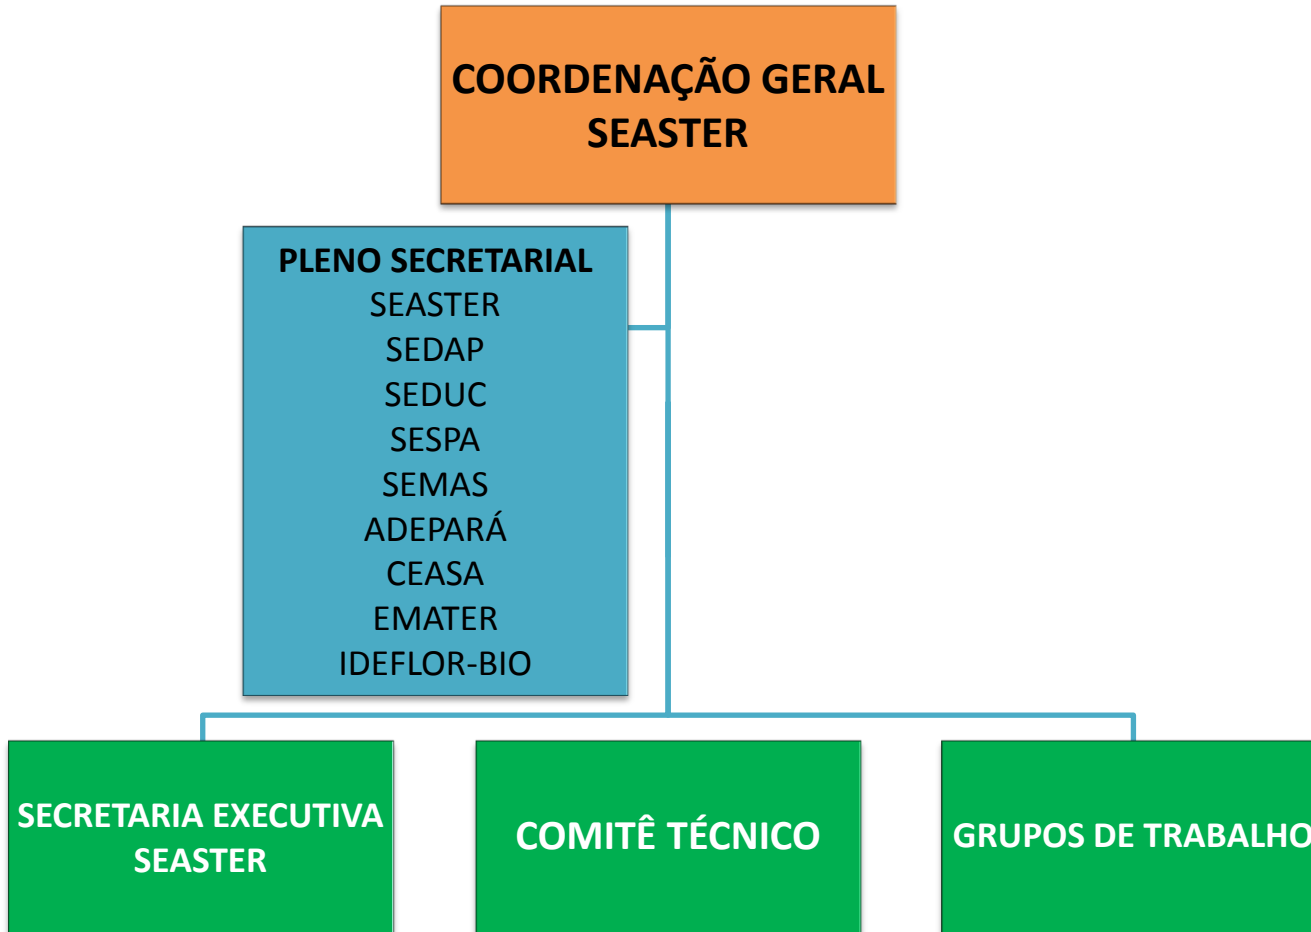 COORDENAÇÃO GERAL
SEASTER
PLENO SECRETARIAL
SEASTER
SEDAP
SEDUC
SESPA
SEMAS
ADEPARÁ
CEASA
EMATER
IDEFLOR-BIO
SECRETARIA EXECUTIVA
SEASTER
COMITÊ TÉCNICO
GRUPOS DE TRABALHO